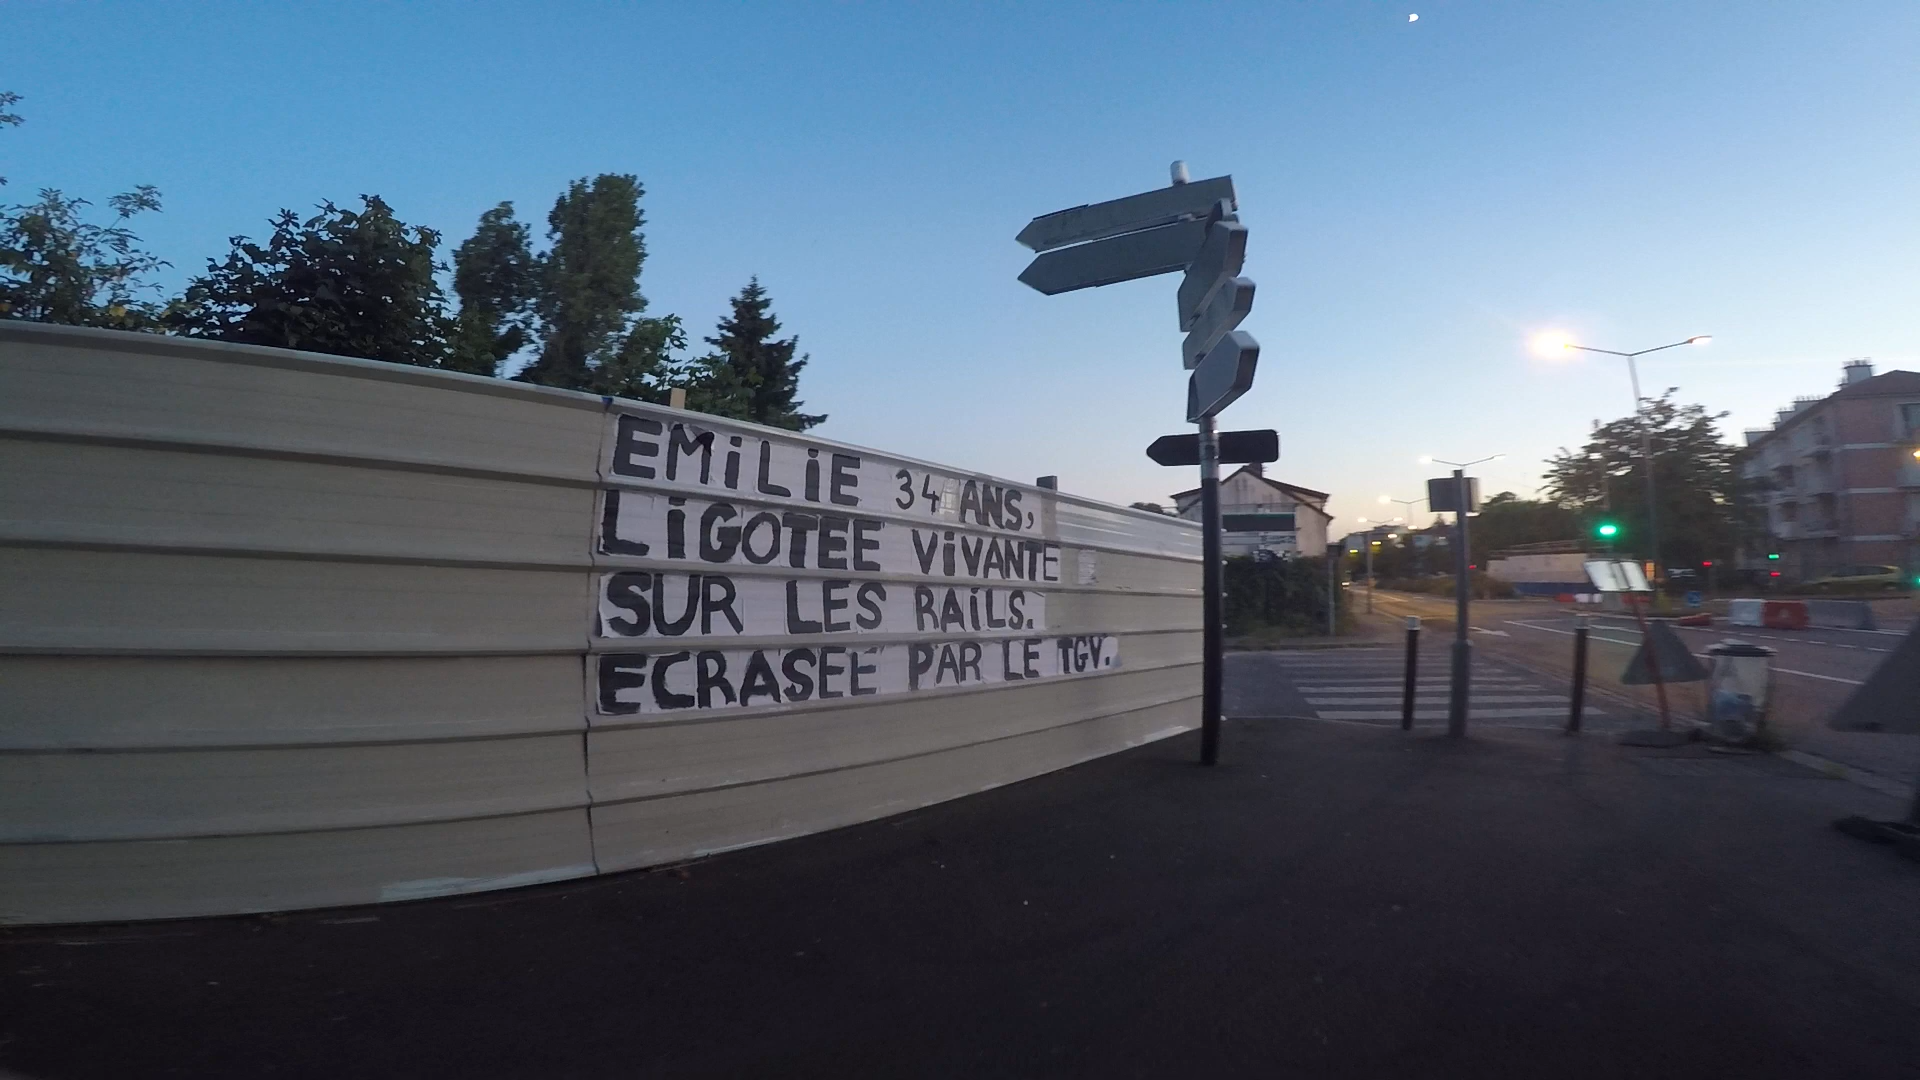 EMiLiE 34 ANS,
LiGOTEE ViVANTE
SUR LES RAiLS.
ECRASEE PAR LE TGV.